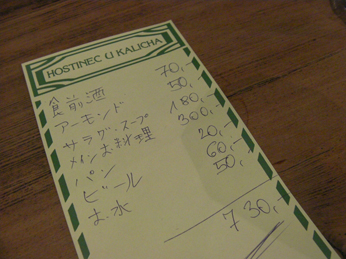 HOSTINEC U KALICHA
食前酒 70,-
アーモンド 50,-
サラダ・スープ 180,-
メインお料理 300,-
パン 20,-
ビール 60,-
お水 50,-
730,-